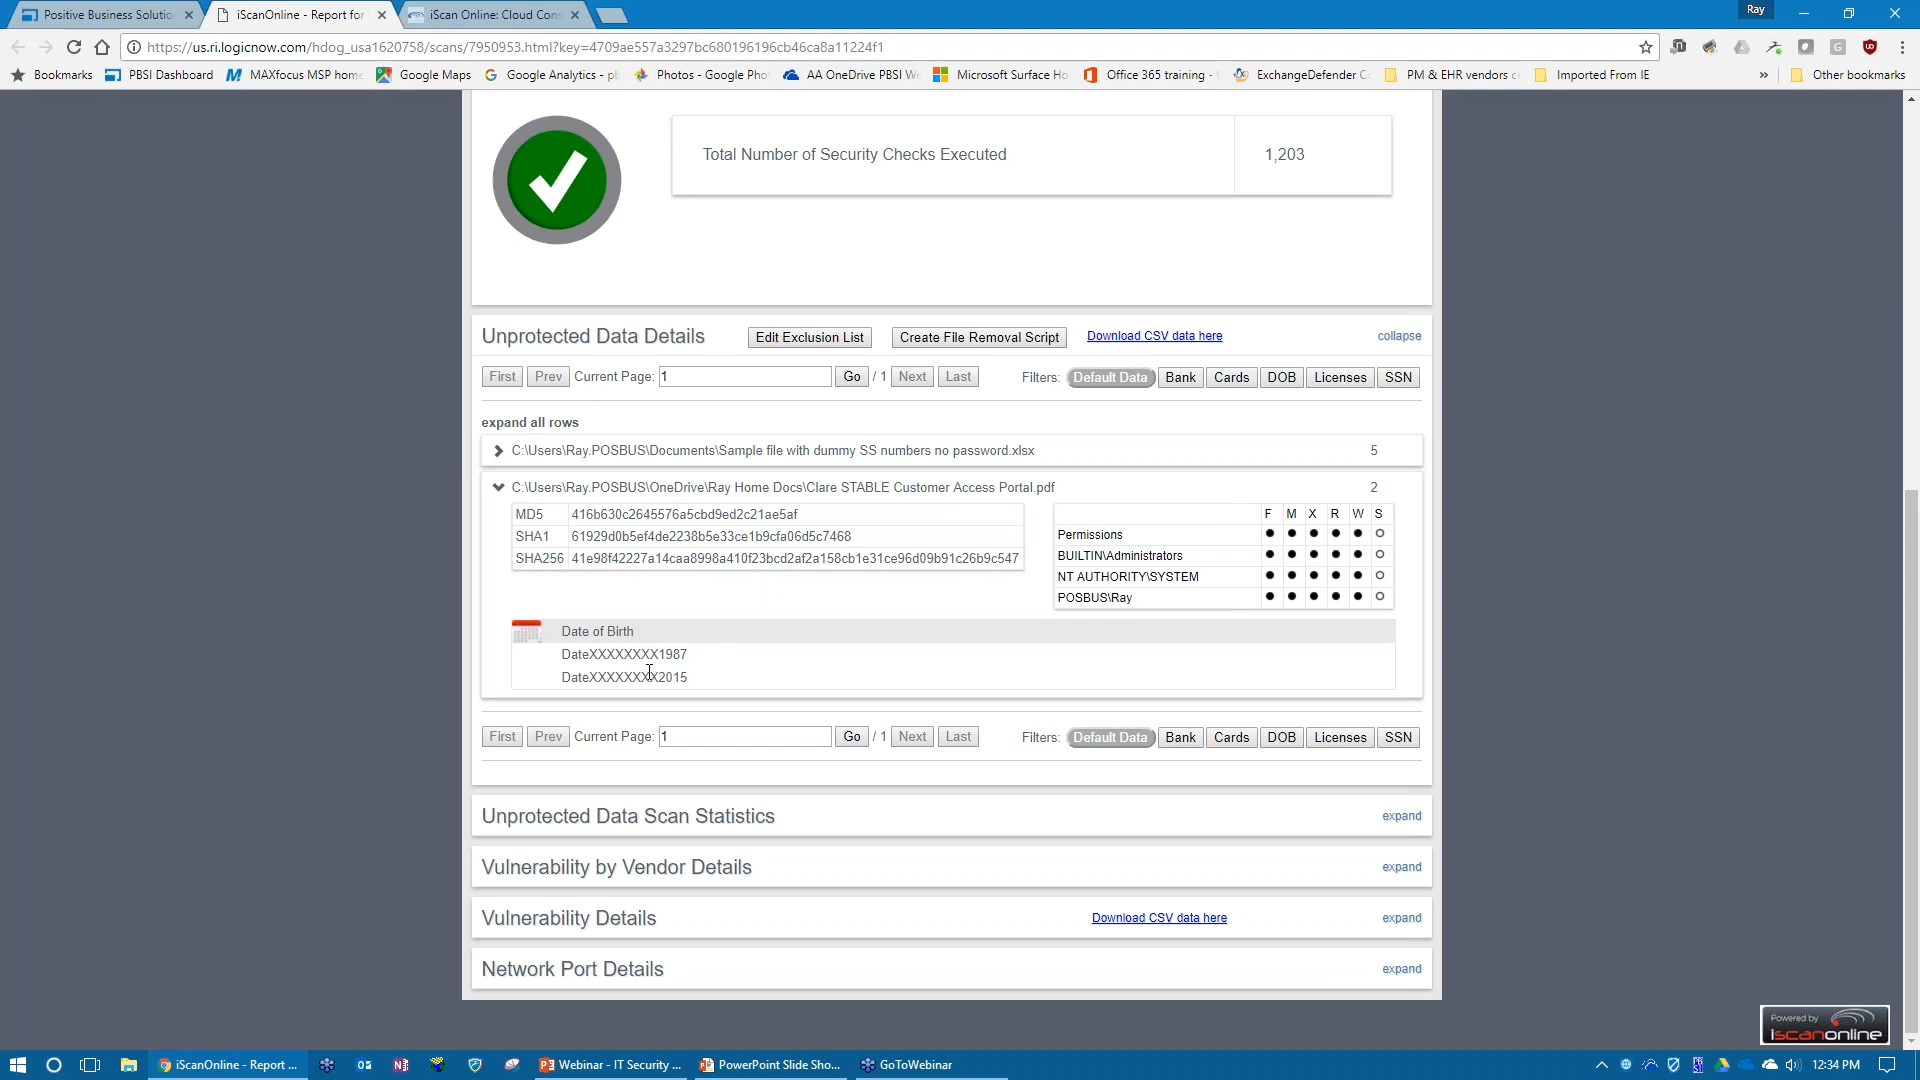 Positive Business Solutio
iScanOnline - Report for
iScan Online: Cloud Cons
Ray
https://us.ri.logicnow.com/hdog_usa1620758/scans/7950953.html?key=4709ae557a3297bc680196196cb46ca8a11224f1
Bookmarks
PBSI Dashboard
MAXfocus MSP home
Google Maps
Google Analytics - pb
Photos - Google Pho
AA OneDrive PBSI We
Microsoft Surface Ho
Office 365 training -
ExchangeDefender C
PM & EHR vendors c
Imported From IE
»
Other bookmarks
Total Number of Security Checks Executed 1,203
Unprotected Data Details Edit Exclusion List Create File Removal Script Download CSV data here collapse
First Prev Current Page: 1 Go / 1 Next Last Filters: Default Data Bank Cards DOB Licenses SSN
expand all rows
C:\Users\Ray.POSBUS\Documents\Sample file with dummy SS numbers no password.xlsx 5
C:\Users\Ray.POSBUS\OneDrive\Ray Home Docs\Clare STABLE Customer Access Portal.pdf 2
MD5 416b630c2645576a5cbd9ed2c21ae5af
SHA1 61929d0b5ef4de2238b5e33ce1b9cfa06d5c7468
SHA256 41e98f42227a14caa8998a410f23bcd2af2a158cb1e31ce96d09b91c26b9c547
F M X R W S
Permissions
BUILTIN\Administrators
NT AUTHORITY\SYSTEM
POSBUS\Ray
Date of Birth
DateXXXXXXXX1987
DateXXXXXXXX2015
First Prev Current Page: 1 Go / 1 Next Last Filters: Default Data Bank Cards DOB Licenses SSN
Unprotected Data Scan Statistics expand
Vulnerability by Vendor Details expand
Vulnerability Details Download CSV data here expand
Network Port Details expand
Powered by
iscanonline
iScanOnline - Report ...
Webinar - IT Security ...
PowerPoint Slide Sho...
GoToWebinar
12:34 PM